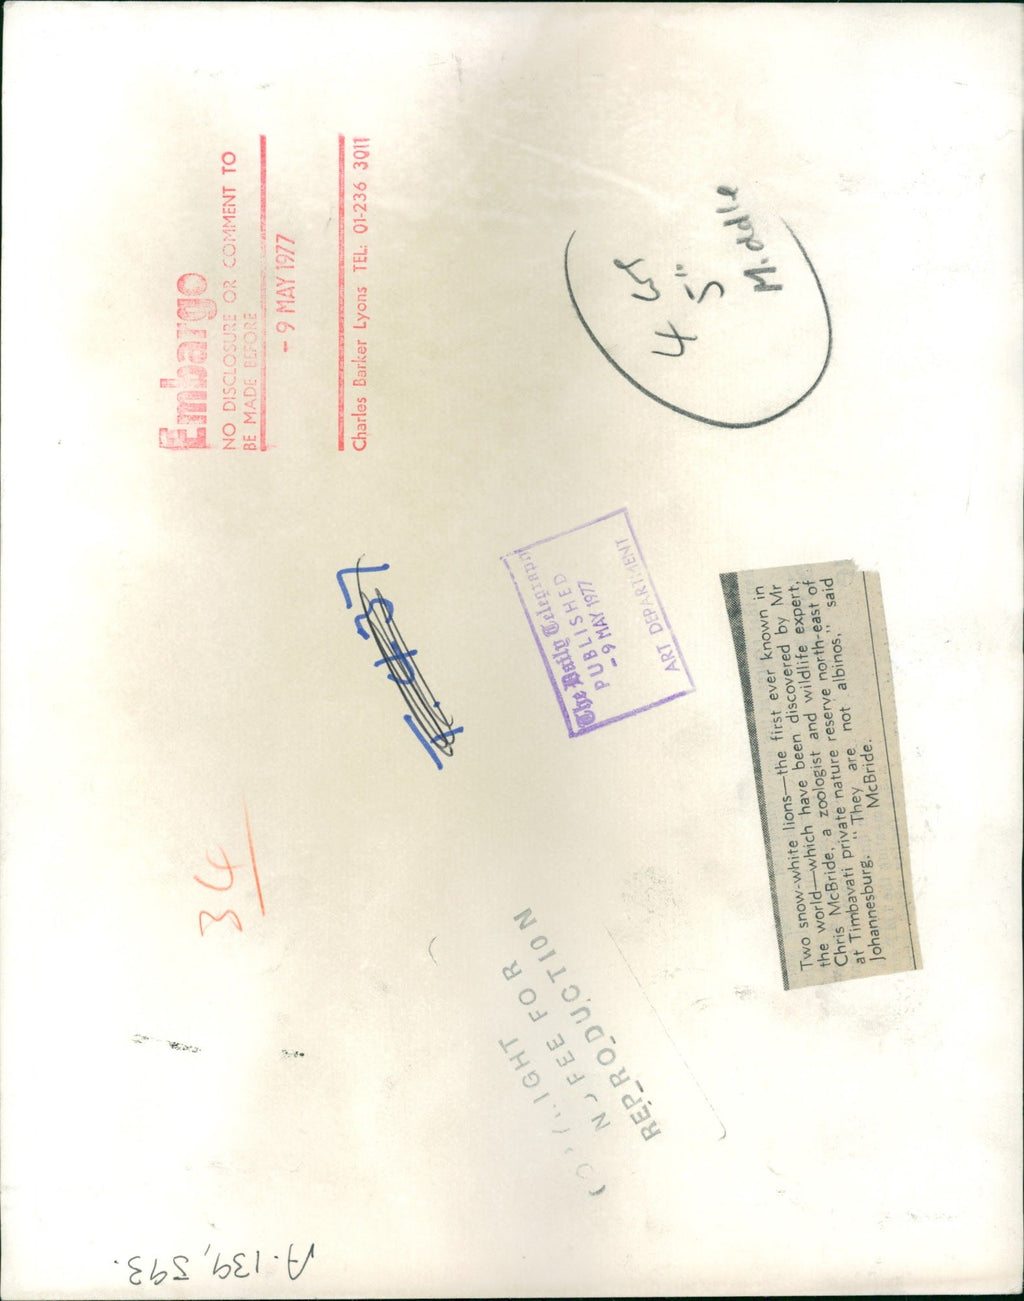 Embargo
NO DISCLOSURE OR COMMENT TO
BE MADE BEFORE
- 9 MAY 1977
Charles Barker Lyons TEL: 01-236 3011
4
5"
Middle
The Daily Telegraph
PUBLISHED
- 9 MAY 1977
ART DEPARTMENT
Two snow-white lions—the first ever known in
the world—which have been discovered by Mr
Chris McBride, a zoologist and wildlife expert,
at Timbavati private nature reserve north-east of
Johannesburg. "They are not albinos," said
McBride.
34
FEE FOR
REPRODUCTION
A.139,593.